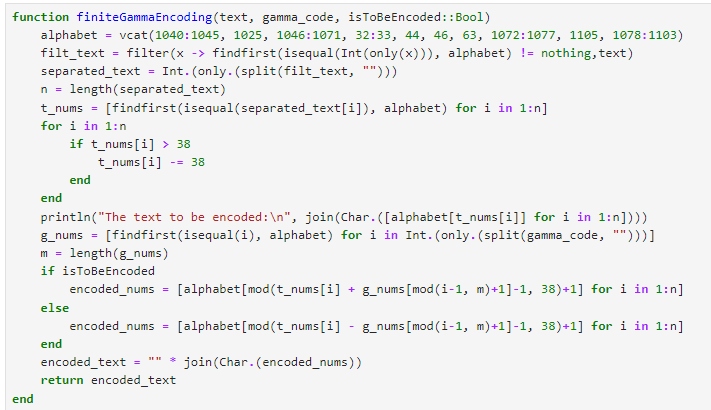 function finiteGammaEncoding(text, gamma_code, isToBeEncoded::Bool)
    alphabet = vcat(1040:1045, 1025, 1046:1071, 32:33, 44, 46, 63, 1072:1077, 1105, 1078:1103)
    filt_text = filter(x -> findfirst(isequal(Int(only(x))), alphabet) != nothing,text)
    separated_text = Int.(only.(split(filt_text, "")))
    n = length(separated_text)
    t_nums = [findfirst(isequal(separated_text[i]), alphabet) for i in 1:n]
    for i in 1:n
        if t_nums[i] > 38
            t_nums[i] -= 38
        end
    end
    println("The text to be encoded:\n", join(Char.([alphabet[t_nums[i]] for i in 1:n])))
    g_nums = [findfirst(isequal(i), alphabet) for i in Int.(only.(split(gamma_code, "")))]
    m = length(g_nums)
    if isToBeEncoded
        encoded_nums = [alphabet[mod(t_nums[i] + g_nums[mod(i-1, m)+1]-1, 38)+1] for i in 1:n]
    else
        encoded_nums = [alphabet[mod(t_nums[i] - g_nums[mod(i-1, m)+1]-1, 38)+1] for i in 1:n]
    end
    encoded_text = "" * join(Char.(encoded_nums))
    return encoded_text
end